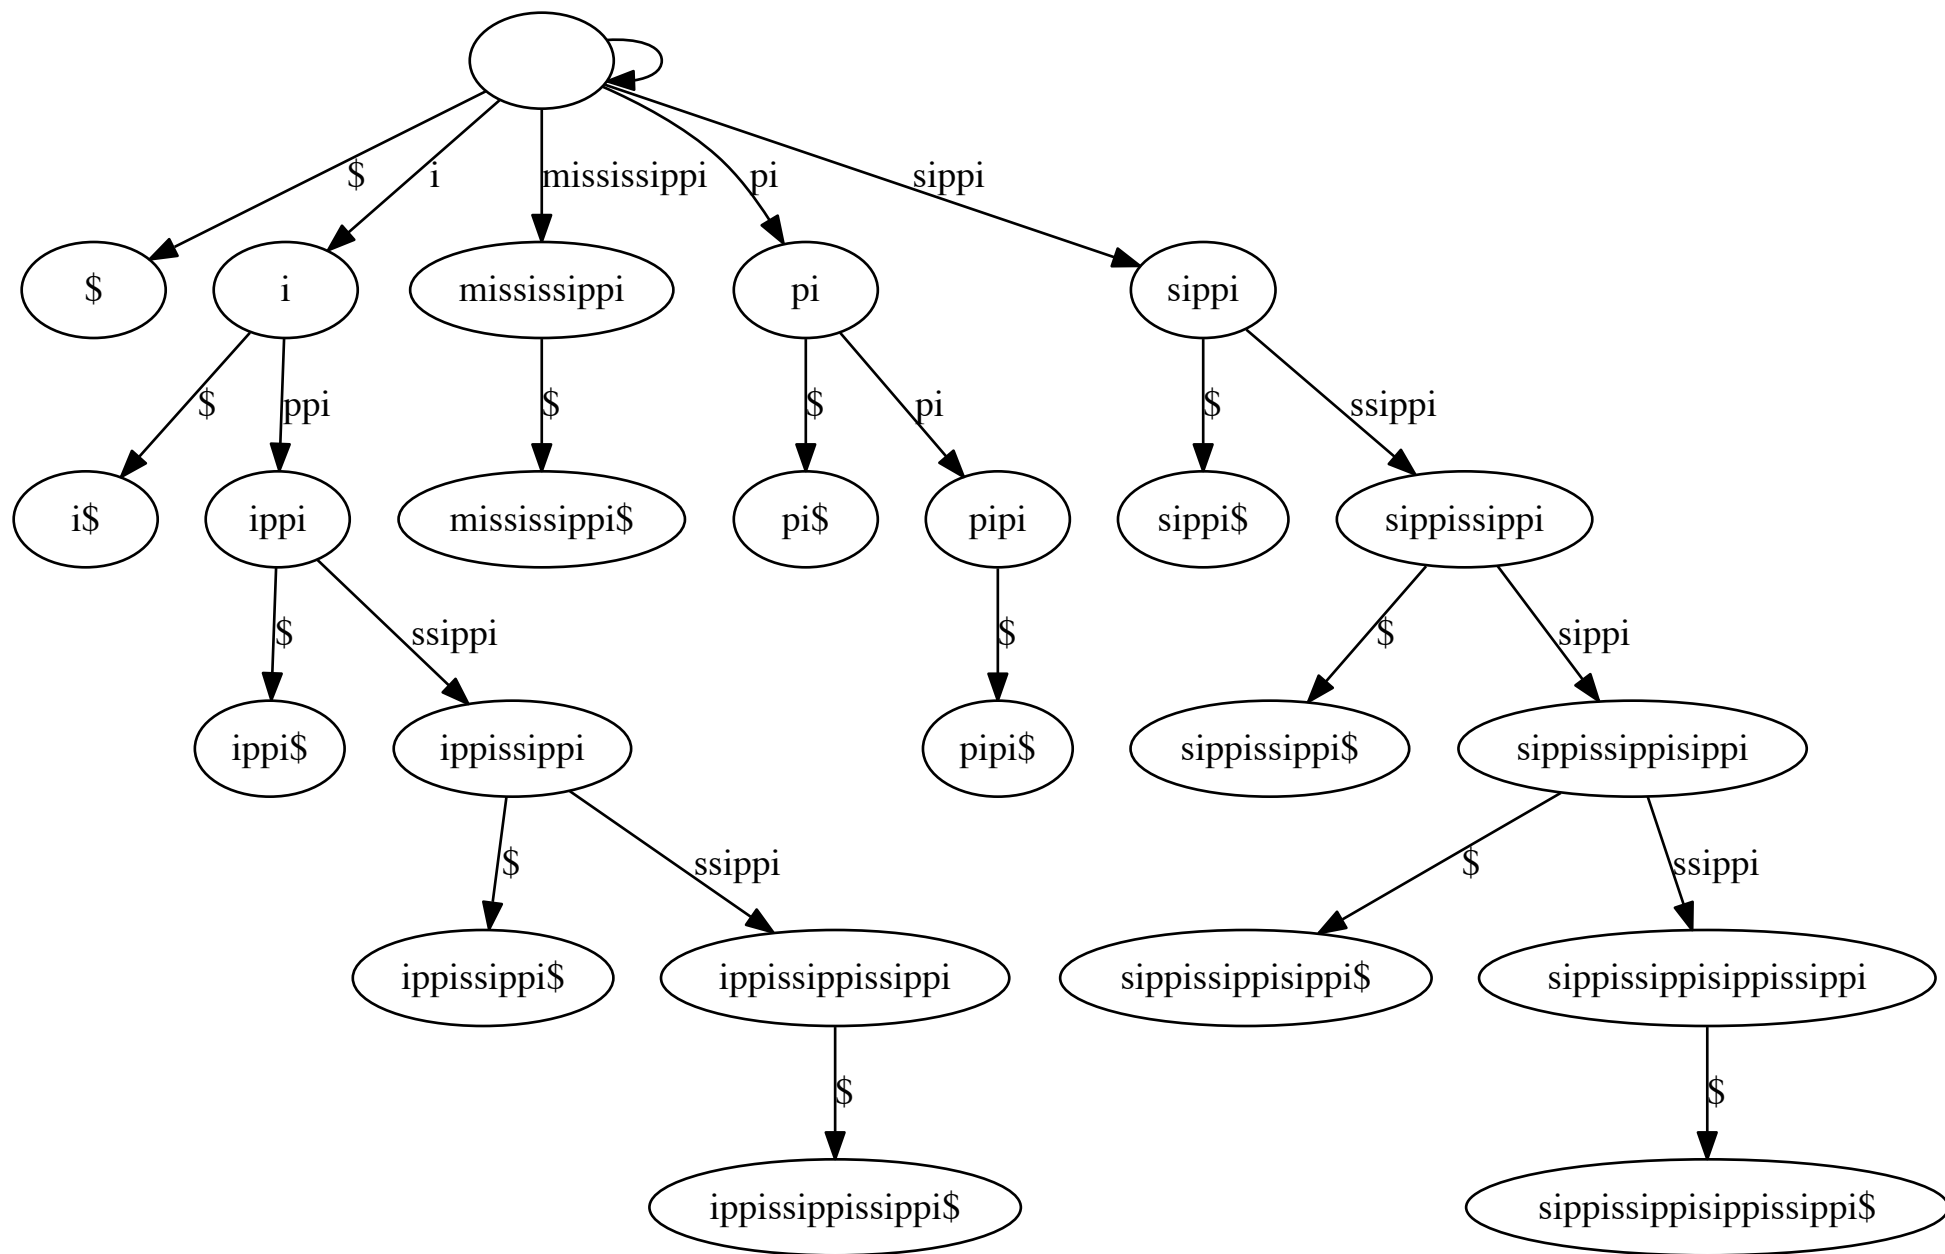 $ i mississippi pi sippi
$ i mississippi pi sippi
$ ppi $ $ pi $ ssippi
i$ ippi mississippi$ pi$ pipi sippi$ sippissippi
$ ssippi $ $ sippi
ippi$ ippissippi pipi$ sippissippi$ sippissippisippi
$ ssippi $ ssippi
ippissippi$ ippissippissippi sippissippisippi$ sippissippisippissippi
$ $
ippissippissippi$ sippissippisippissippi$